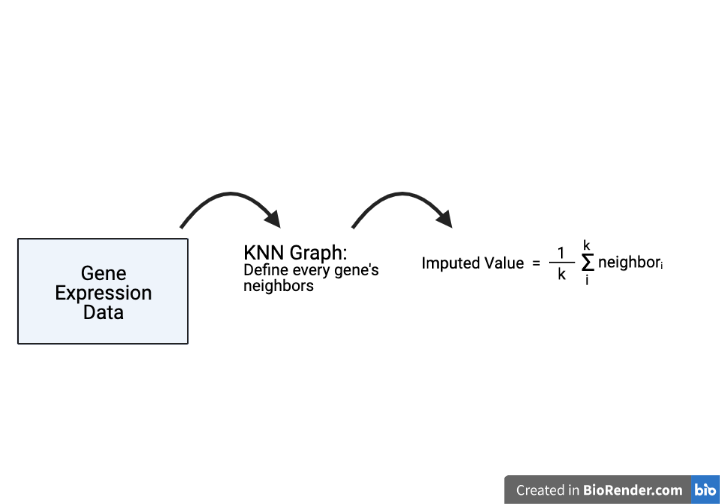 Gene
Expression
Data
KNN Graph:
Define every gene's
neighbors
Imputed Value = 1/k k Σ i neighborᵢ
Created in BioRender.com bio